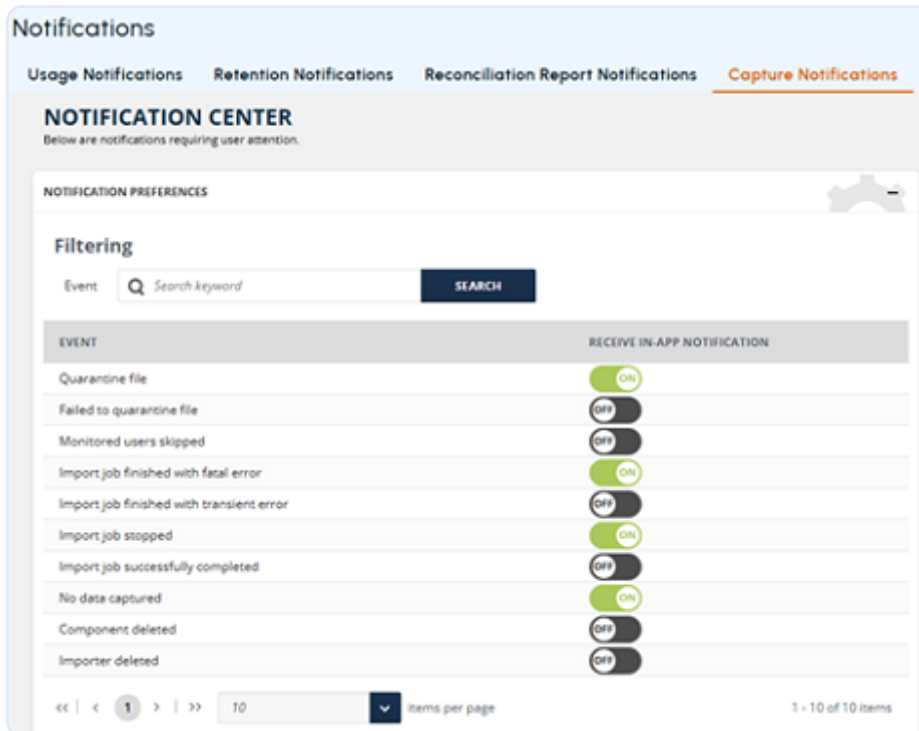 Notifications
Usage Notifications Retention Notifications Reconciliation Report Notifications Capture Notifications
NOTIFICATION CENTER
Below are notifications requiring user attention.
NOTIFICATION PREFERENCES
Filtering
Event Search keyword SEARCH
EVENT RECEIVE IN-APP NOTIFICATION
Quarantine file ON
Failed to quarantine file OFF
Monitored users skipped OFF
Import job finished with fatal error ON
Import job finished with transient error OFF
Import job stopped ON
Import job successfully completed OFF
No data captured ON
Component deleted OFF
Importer deleted OFF
<< | < 1 > | >> 10 items per page 1 - 10 of 10 items